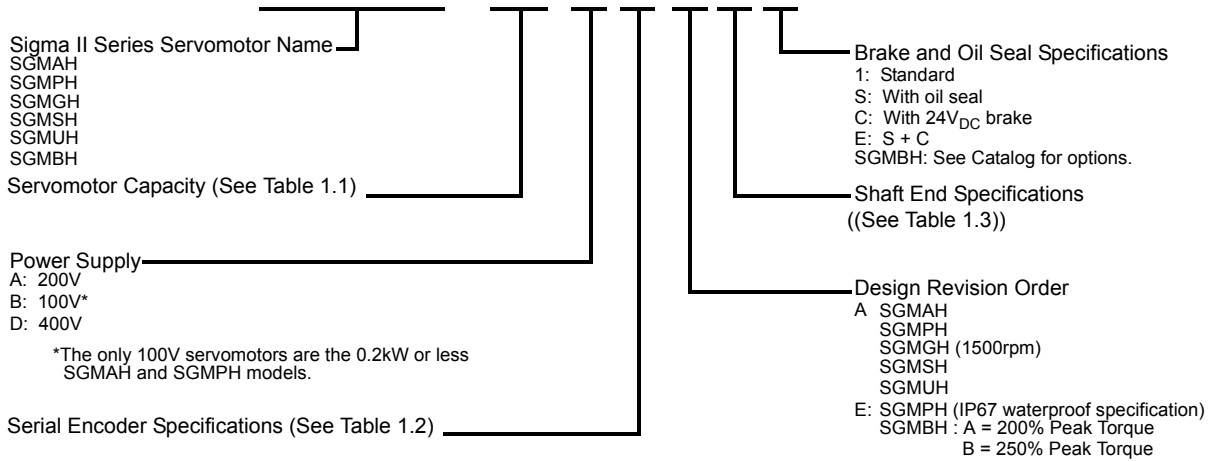 Sigma II Series Servomotor Name
SGMAH
SGMPH
SGMGH
SGMSH
SGMUH
SGMBH
Servomotor Capacity (See Table 1.1)
Power Supply
A: 200V
B: 100V*
D: 400V
*The only 100V servomotors are the 0.2kW or less
SGMAH and SGMPH models.
Serial Encoder Specifications (See Table 1.2)
Brake and Oil Seal Specifications
1: Standard
S: With oil seal
C: With 24VDC brake
E: S + C
SGMBH: See Catalog for options.
Shaft End Specifications
((See Table 1.3))
Design Revision Order
A SGMAH
SGMPH
SGMGH (1500rpm)
SGMSH
SGMUH
E: SGMPH (IP67 waterproof specification)
SGMBH : A = 200% Peak Torque
B = 250% Peak Torque